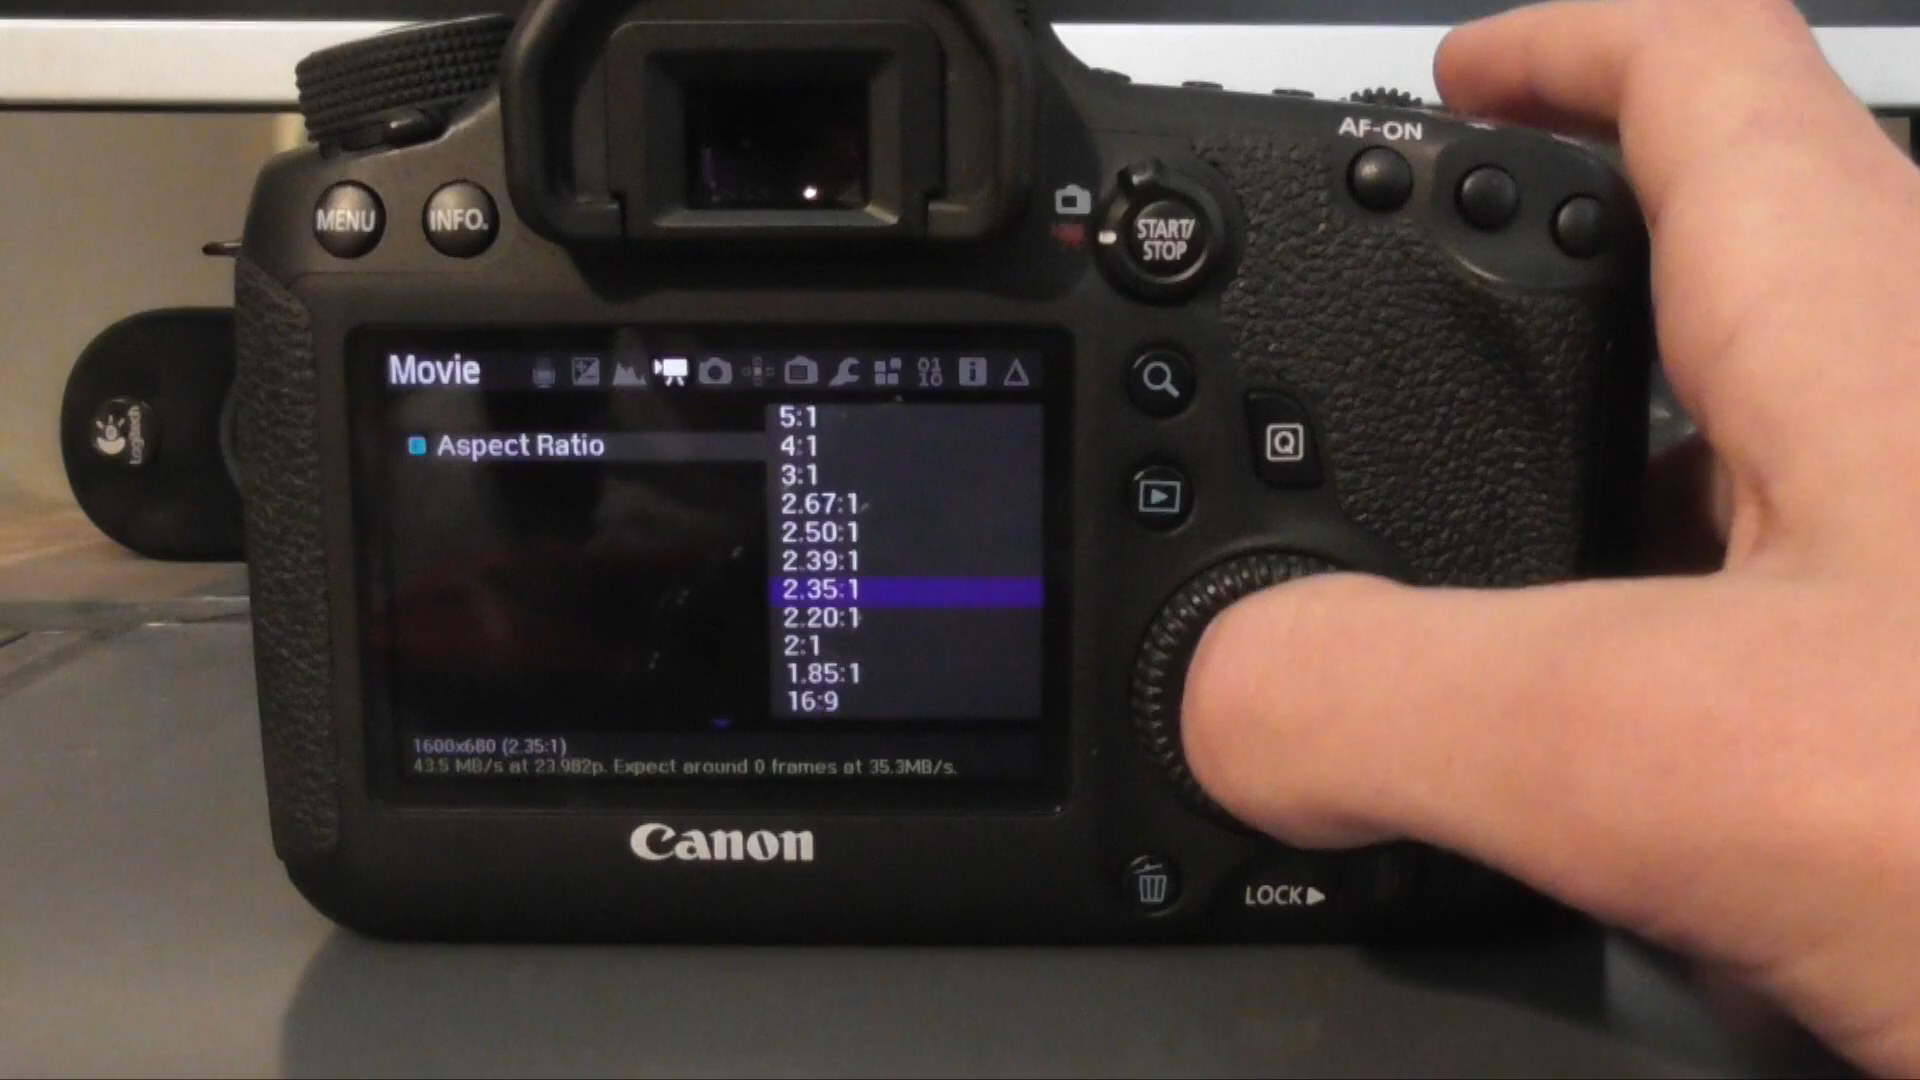 AF-ON
MENU
INFO.
START/
STOP
Movie
Aspect Ratio
5:1
4:1
3:1
2.67:1
2.50:1
2.39:1
2.35:1
2.20:1
2:1
1.85:1
16:9
1600x680 (2.35:1)
43.5 MB/s at 23.982p. Expect around 0 frames at 35.3MB/s.
Q
Logitech
Canon
LOCK